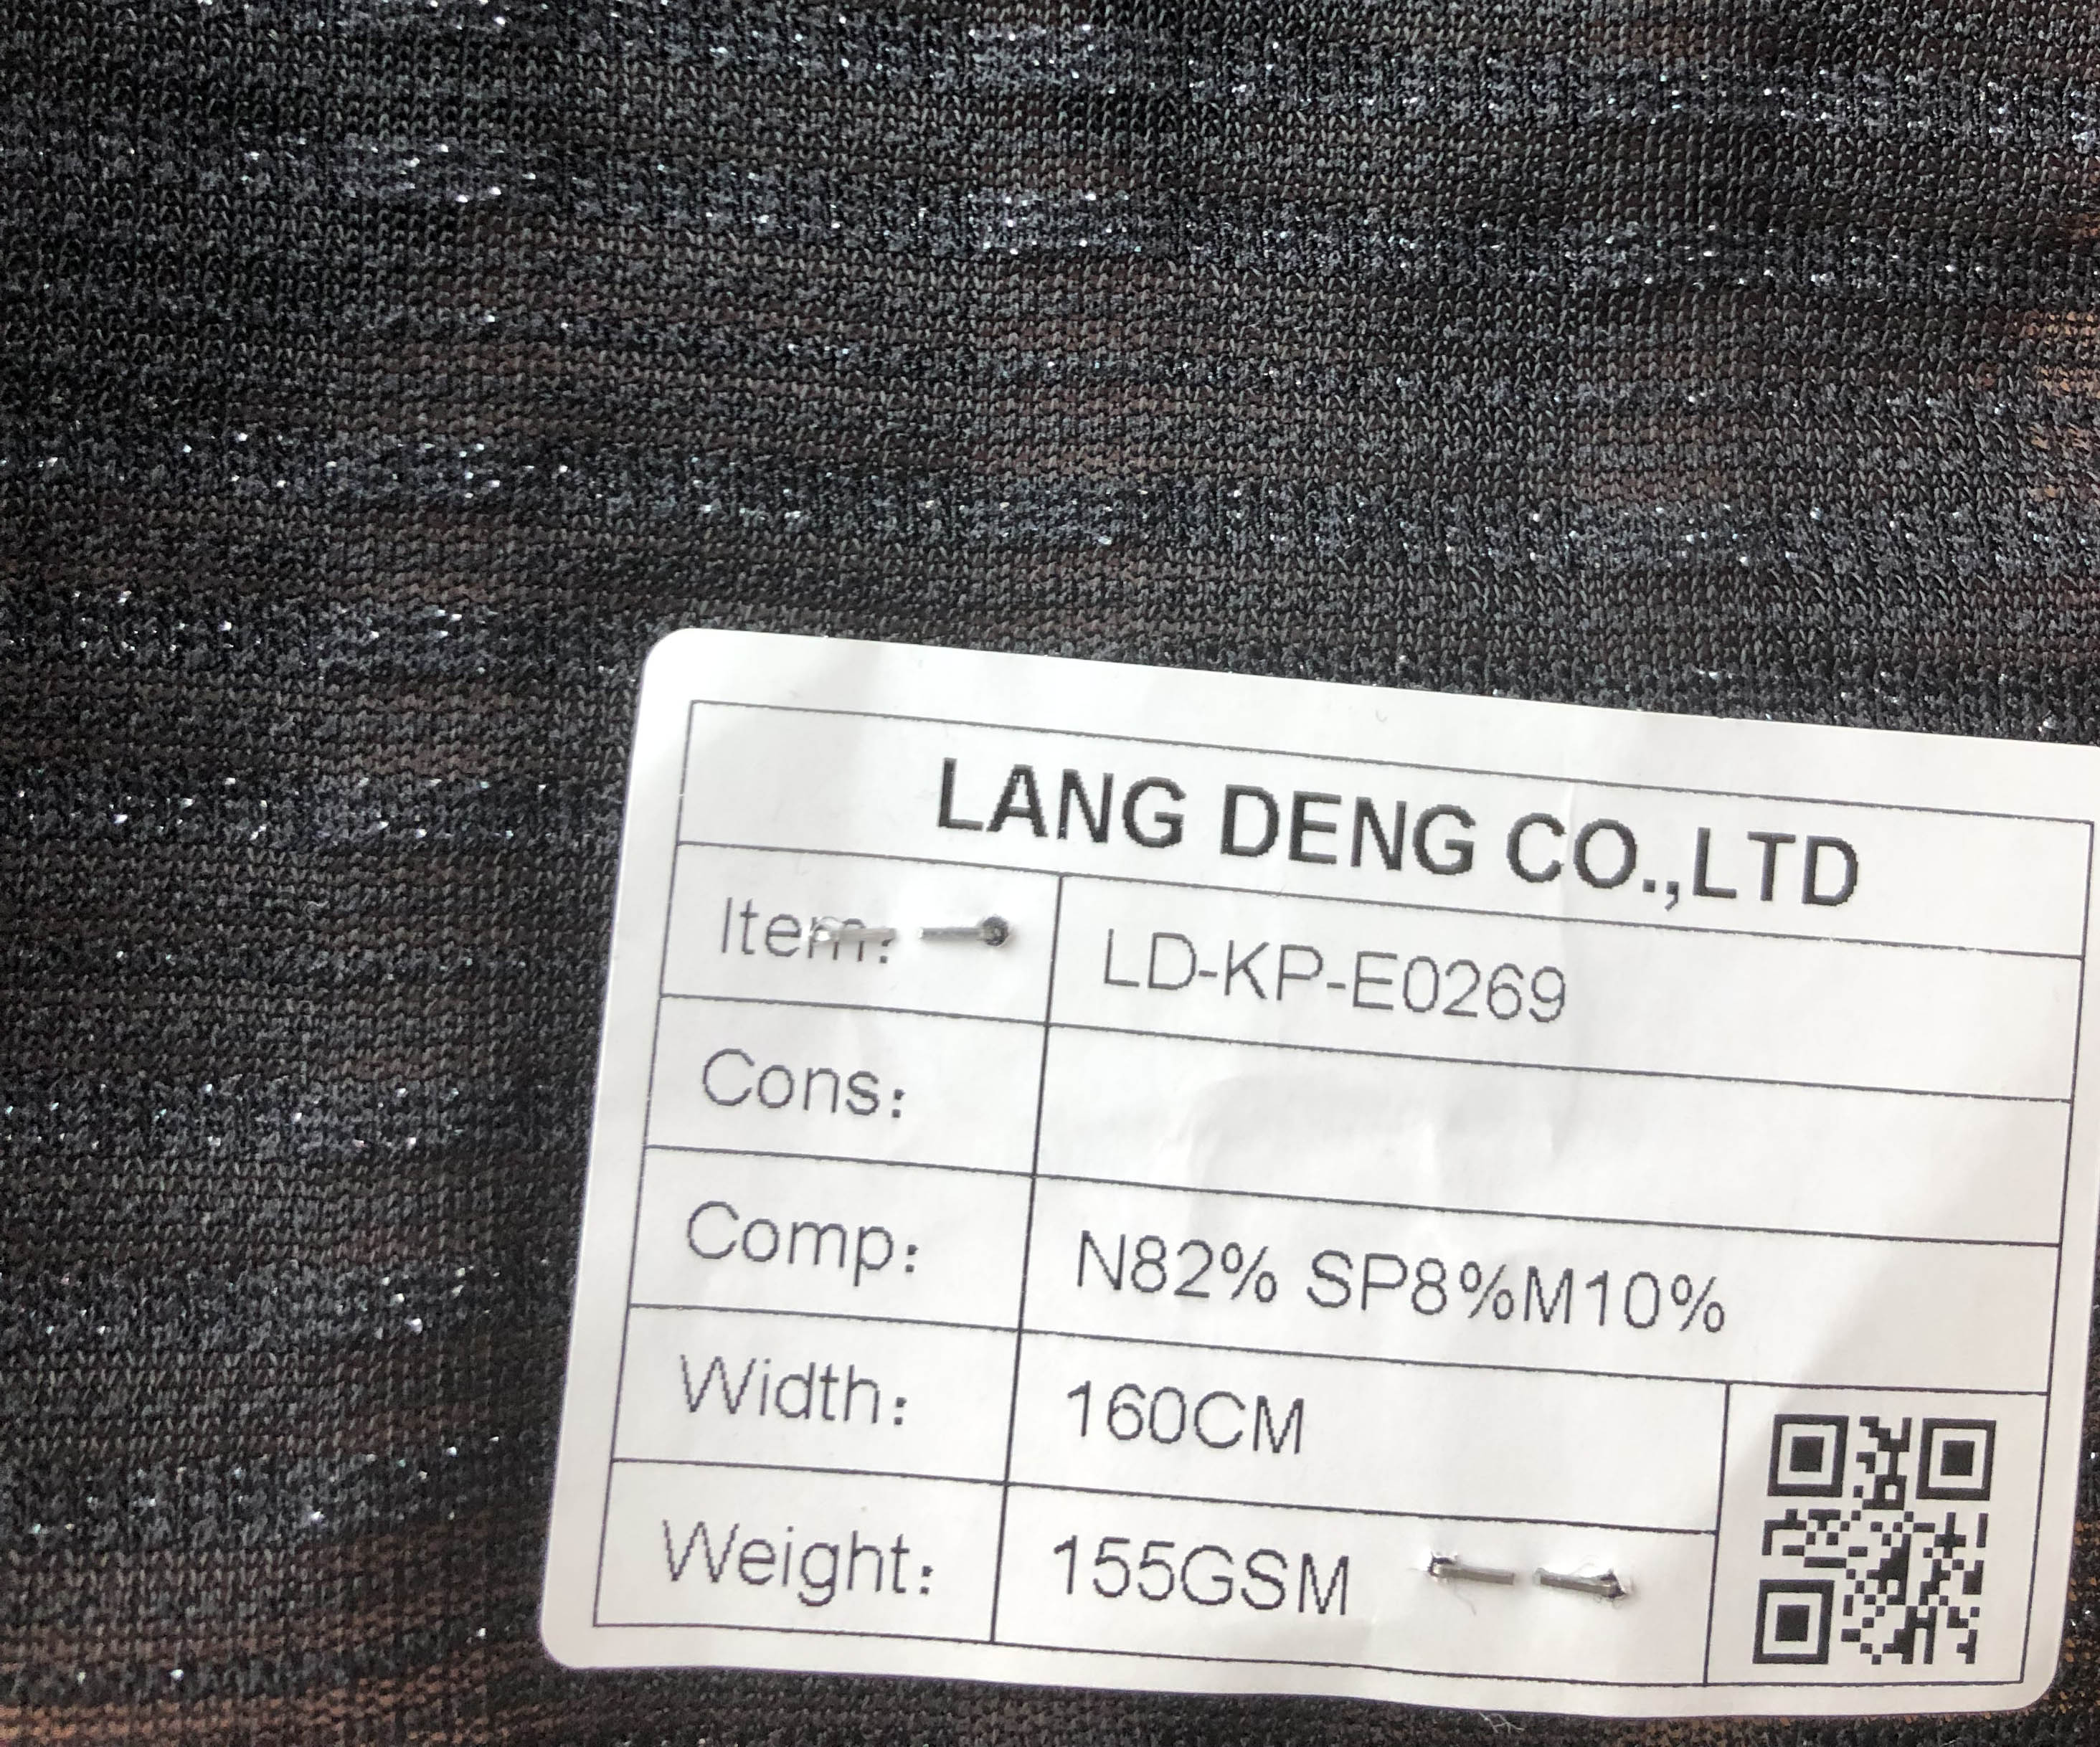 LANG DENG CO.,LTD
Item: LD-KP-E0269
Cons:
Comp: N82% SP8%M10%
Width: 160CM
Weight: 155GSM